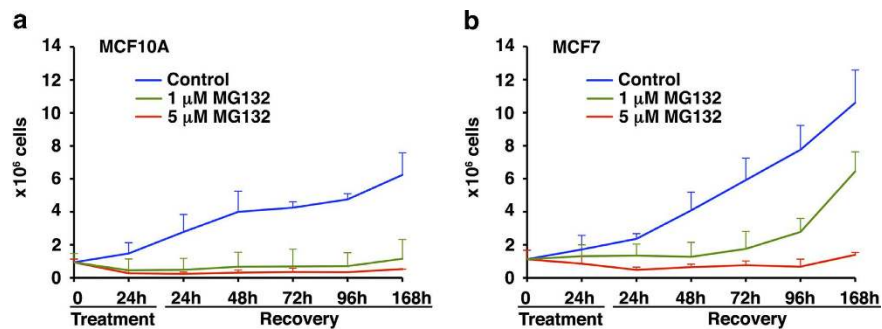 a
MCF10A
14
12
10
8
6
4
2
0
x10⁶ cells
Control
1 μM MG132
5 μM MG132
0 24h 24h 48h 72h 96h 168h
Treatment Recovery
b
MCF7
14
12
10
8
6
4
2
0
x10⁶ cells
Control
1 μM MG132
5 μM MG132
0 24h 24h 48h 72h 96h 168h
Treatment Recovery